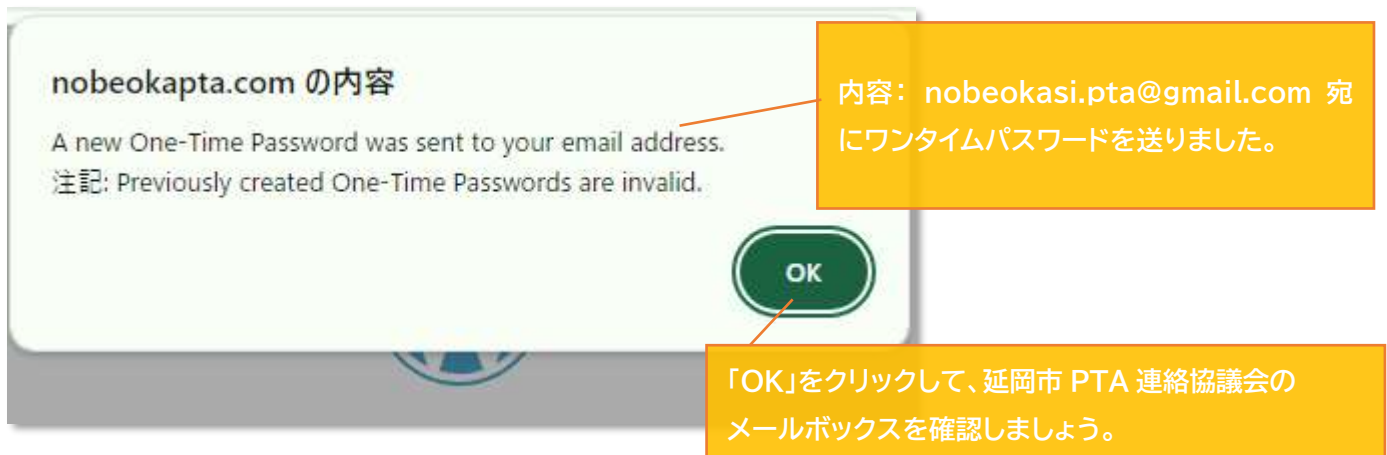 nobeokapta.com の内容
A new One-Time Password was sent to your email address.
注記: Previously created One-Time Passwords are invalid.
OK
内容： nobeokasi.pta@gmail.com 宛
にワンタイムパスワードを送りました。
「OK」をクリックして、延岡市 PTA 連絡協議会の
メールボックスを確認しましょう。